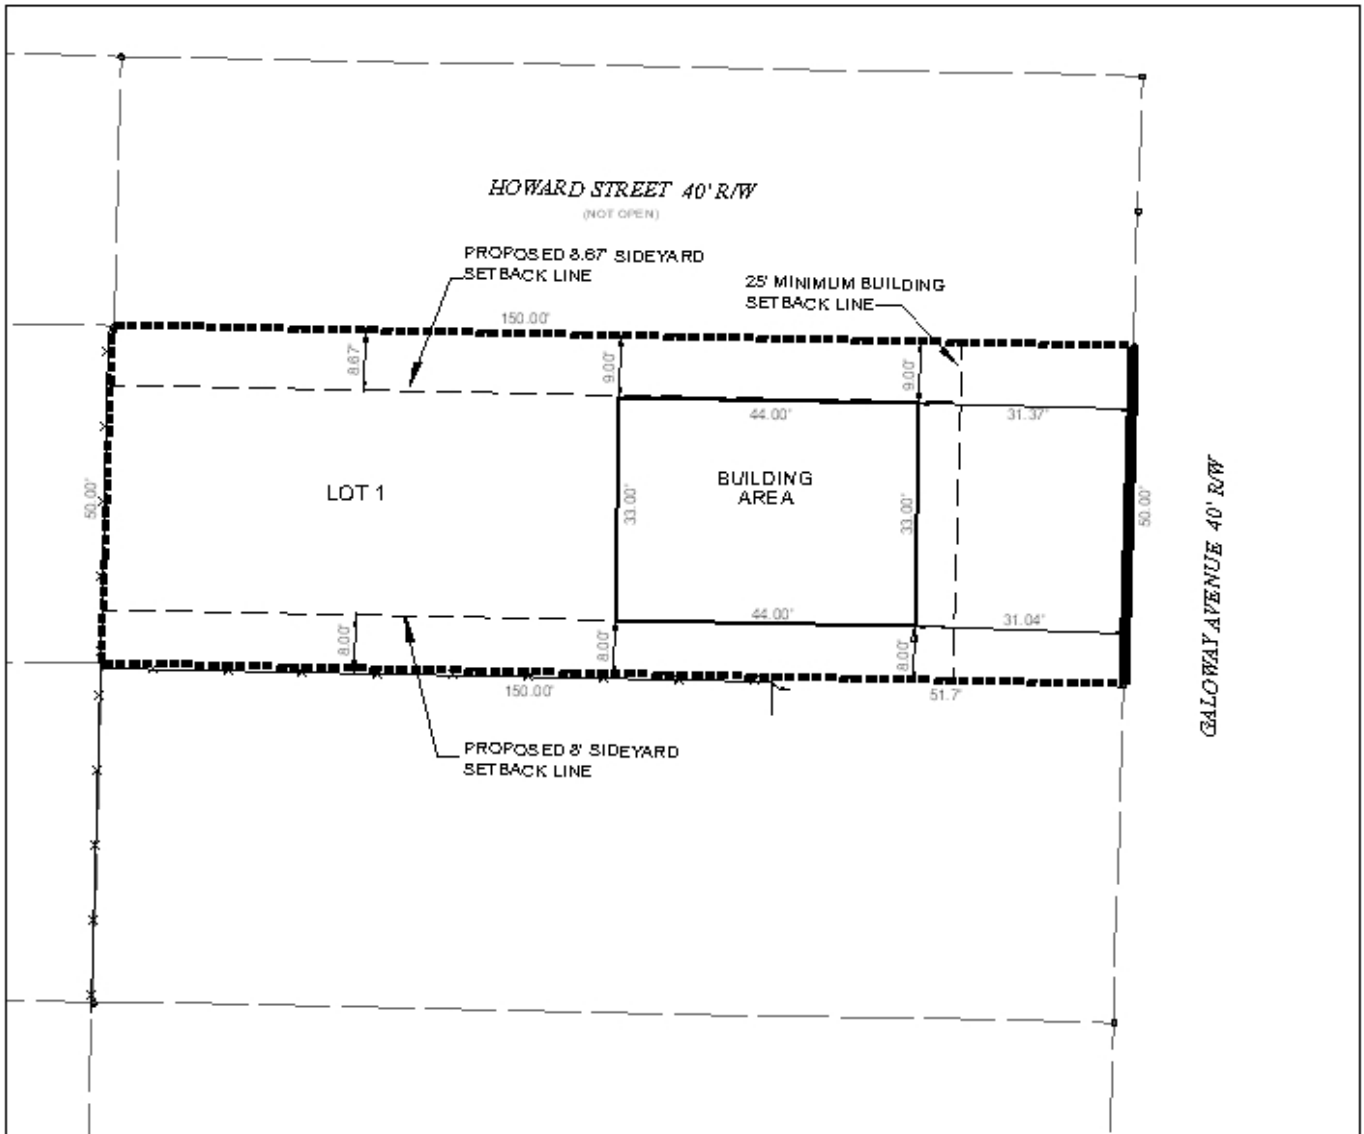 HOWARD STREET 40' R/W
(NOT OPEN)
PROPOSED 8.67' SIDEYARD
SETBACK LINE
25' MINIMUM BUILDING
SETBACK LINE
150.00'
8.67'
9.00'
9.00'
44.00'
31.37'
LOT 1
BUILDING
AREA
50.00'
33.00'
33.00'
50.00'
GALOWAY AVENUE 40' R/W
44.00'
31.04'
8.00'
8.00'
8.00'
150.00'
51.7'
PROPOSED 8' SIDEYARD
SETBACK LINE